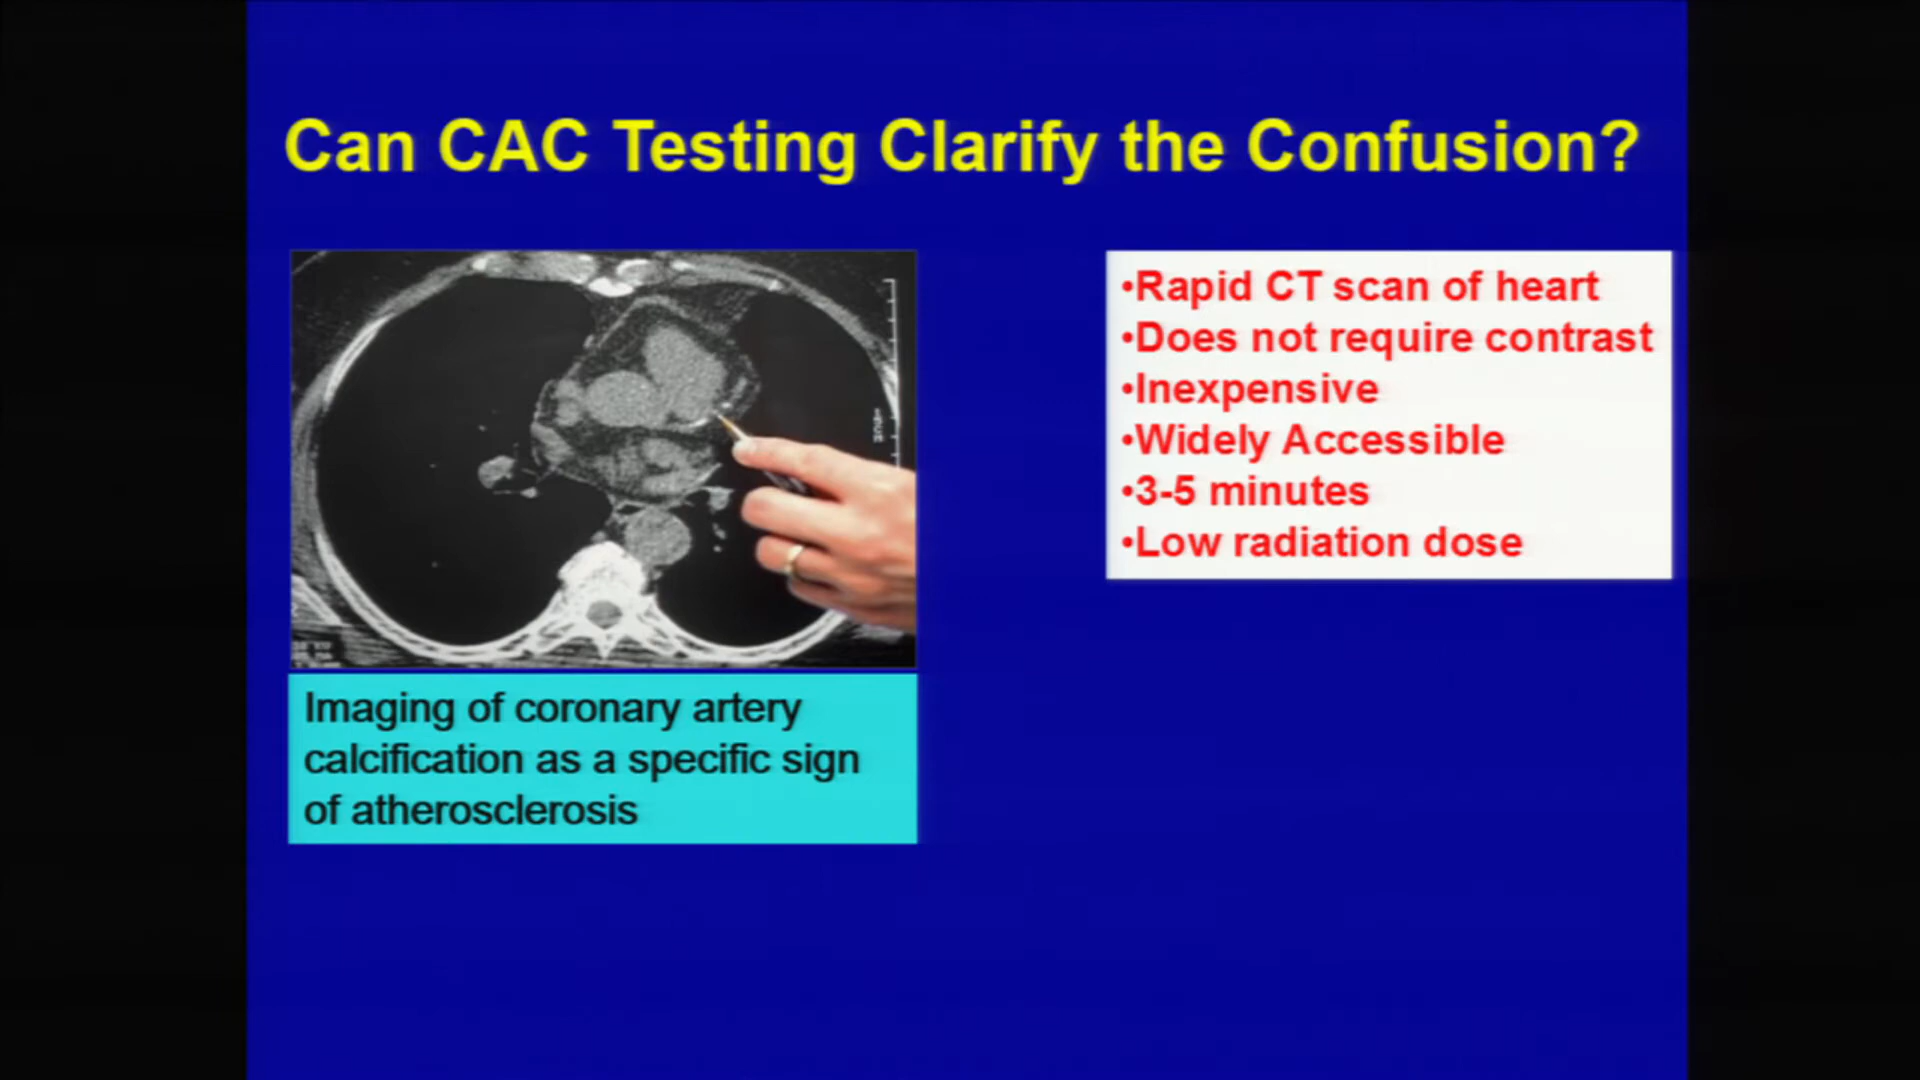 Can CAC Testing Clarify the Confusion?
•Rapid CT scan of heart
•Does not require contrast
•Inexpensive
•Widely Accessible
•3-5 minutes
•Low radiation dose
Imaging of coronary artery
calcification as a specific sign
of atherosclerosis